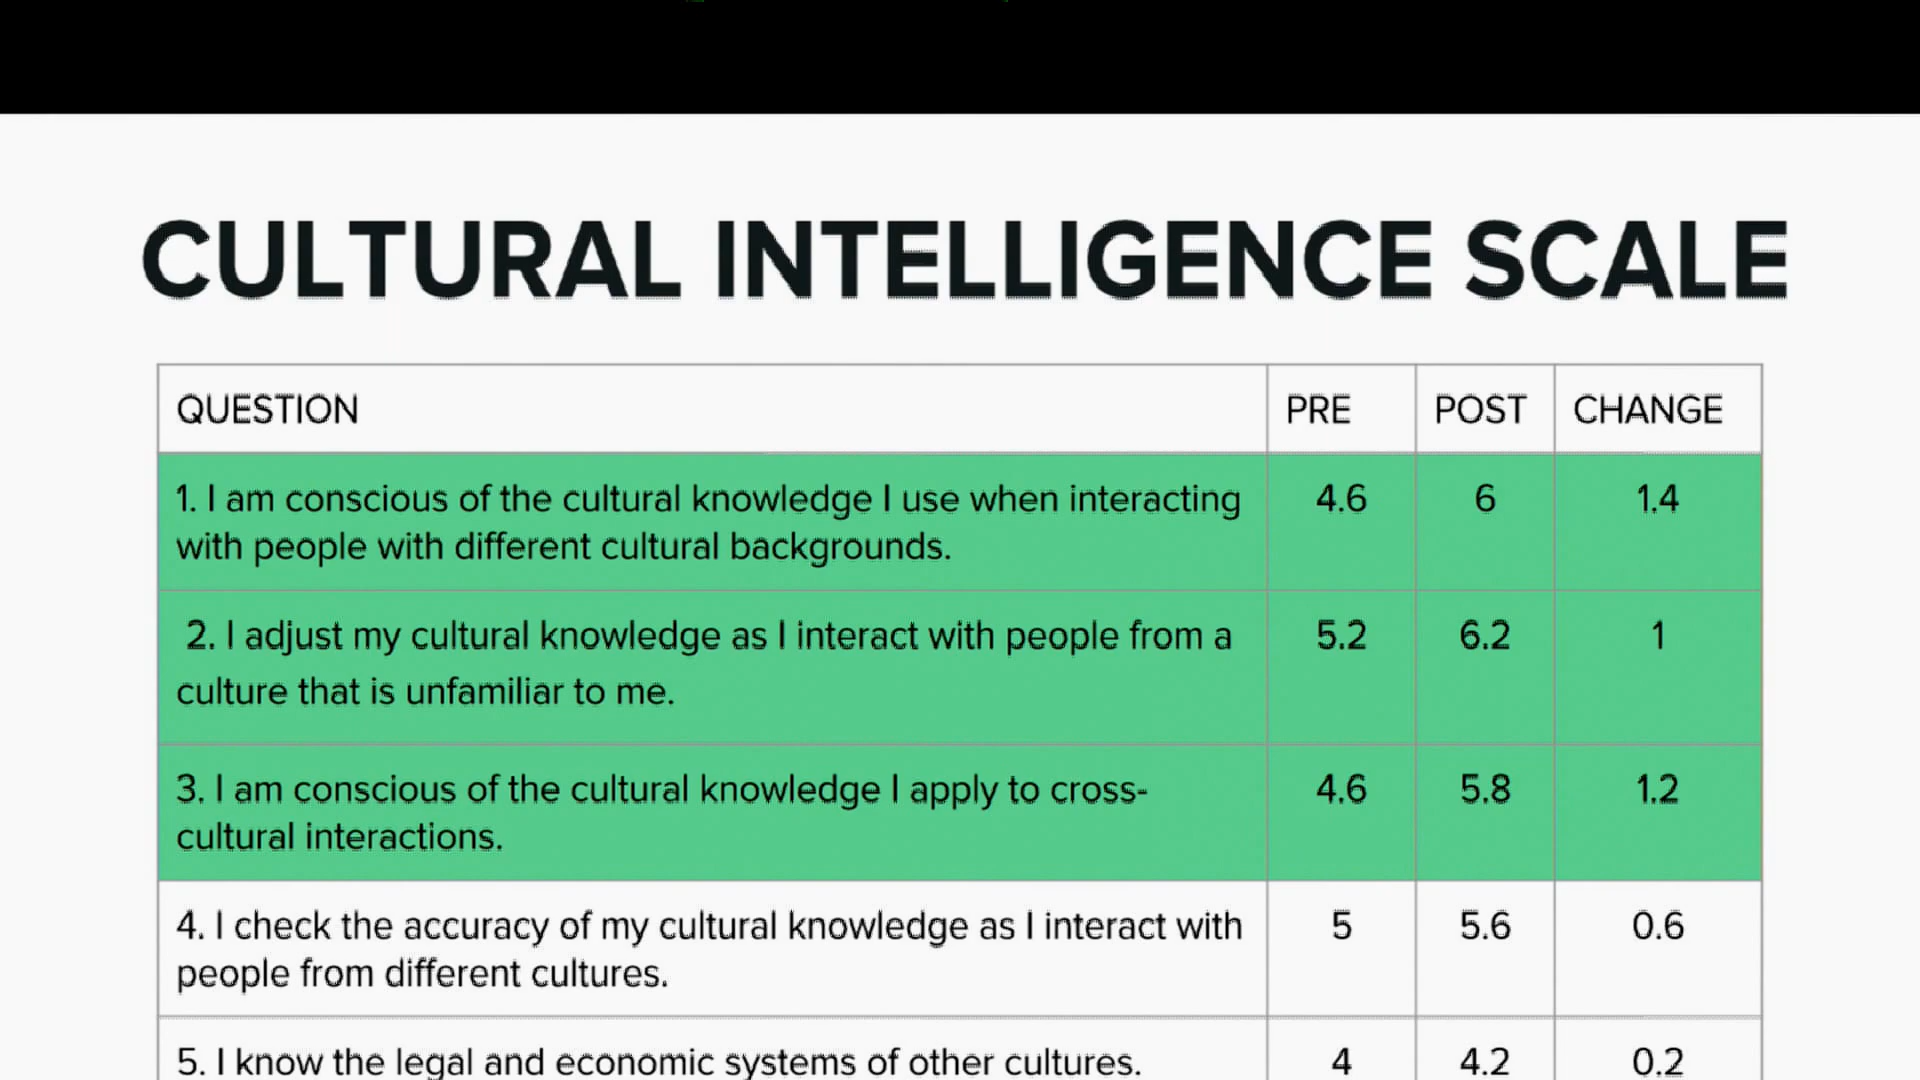 CULTURAL INTELLIGENCE SCALE
QUESTION PRE POST CHANGE
1. I am conscious of the cultural knowledge I use when interacting 4.6 6 1.4
with people with different cultural backgrounds.
2. I adjust my cultural knowledge as I interact with people from a 5.2 6.2 1
culture that is unfamiliar to me.
3. I am conscious of the cultural knowledge I apply to cross- 4.6 5.8 1.2
cultural interactions.
4. I check the accuracy of my cultural knowledge as I interact with 5 5.6 0.6
people from different cultures.
5. I know the legal and economic systems of other cultures. 4 4.2 0.2